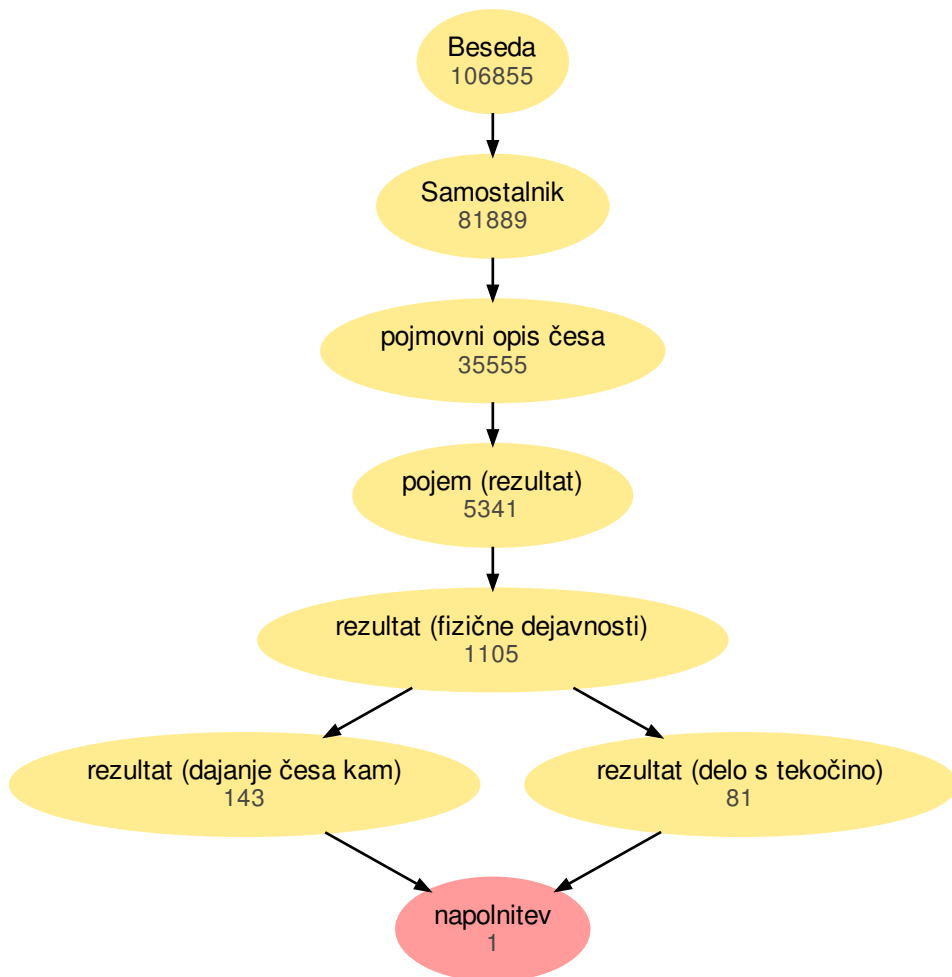 Beseda
106855
Samostalnik
81889
pojmovni opis česa
35555
pojem (rezultat)
5341
rezultat (fizične dejavnosti)
1105
rezultat (dajanje česa kam)
143
rezultat (delo s tekočino)
81
napolnitev
1